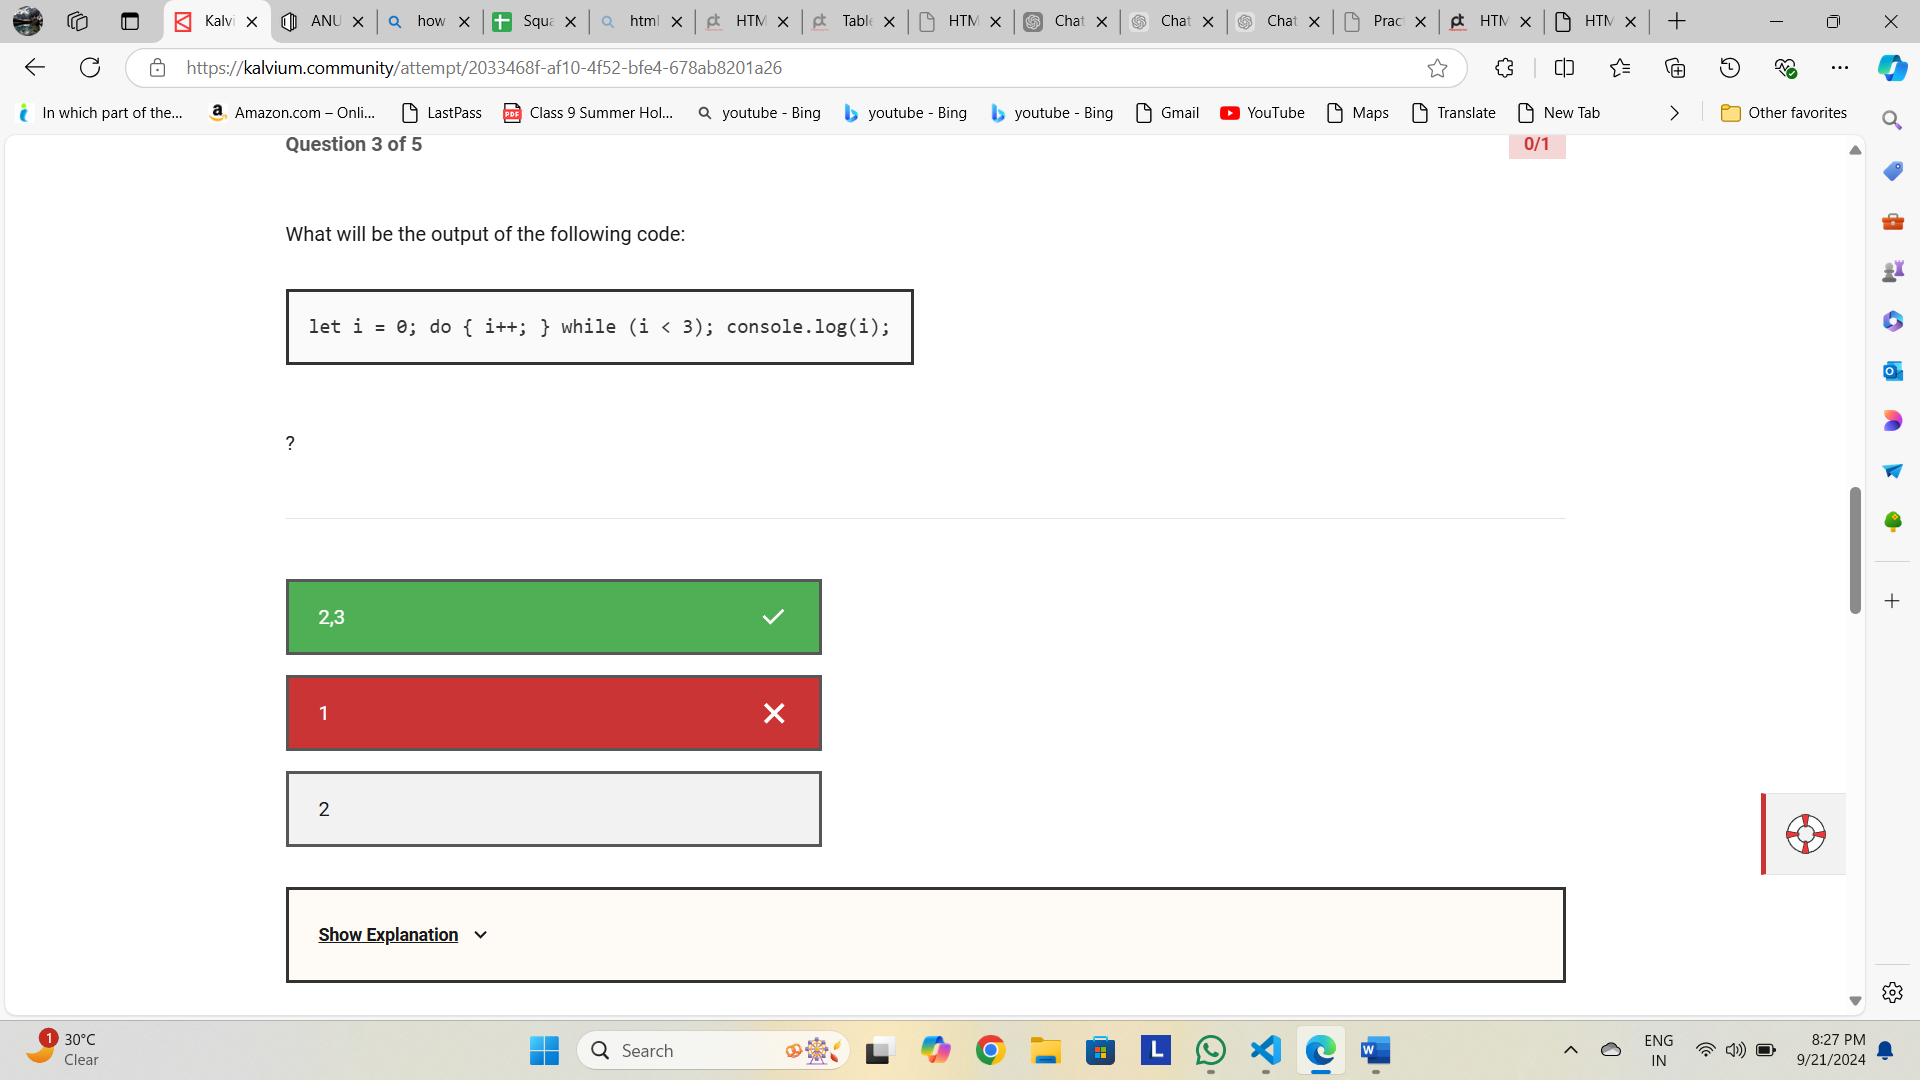 Kalvi
ANU
how
Squa
html
HTM
Table
HTM
Chat
Chat
Chat
Pract
HTM
HTM
https://kalvium.community/attempt/2033468f-af10-4f52-bfe4-678ab8201a26
In which part of the...
Amazon.com – Onli...
LastPass
Class 9 Summer Hol...
youtube - Bing
youtube - Bing
youtube - Bing
Gmail
YouTube
Maps
Translate
New Tab
Other favorites
Question 3 of 5
0/1
What will be the output of the following code:
let i = 0; do { i++; } while (i < 3); console.log(i);
?
2,3
1
2
Show Explanation
1
30°C
Clear
Search
ENG
IN
8:27 PM
9/21/2024